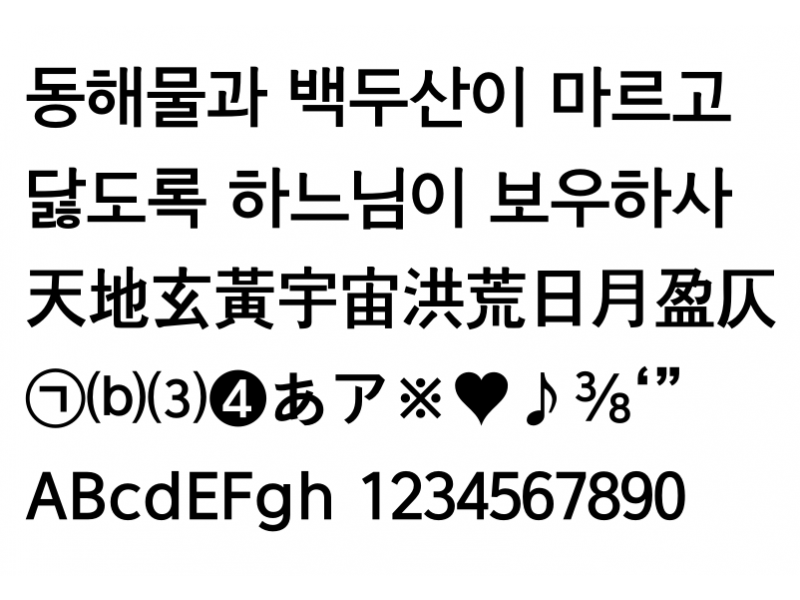 동해물과 백두산이 마르고
닳도록 하느님이 보우하사
天地玄黃宇宙洪荒日月盈仄
㉠⒝⑶❹あア※♥♪⅜‘”
ABcdEFgh 1234567890